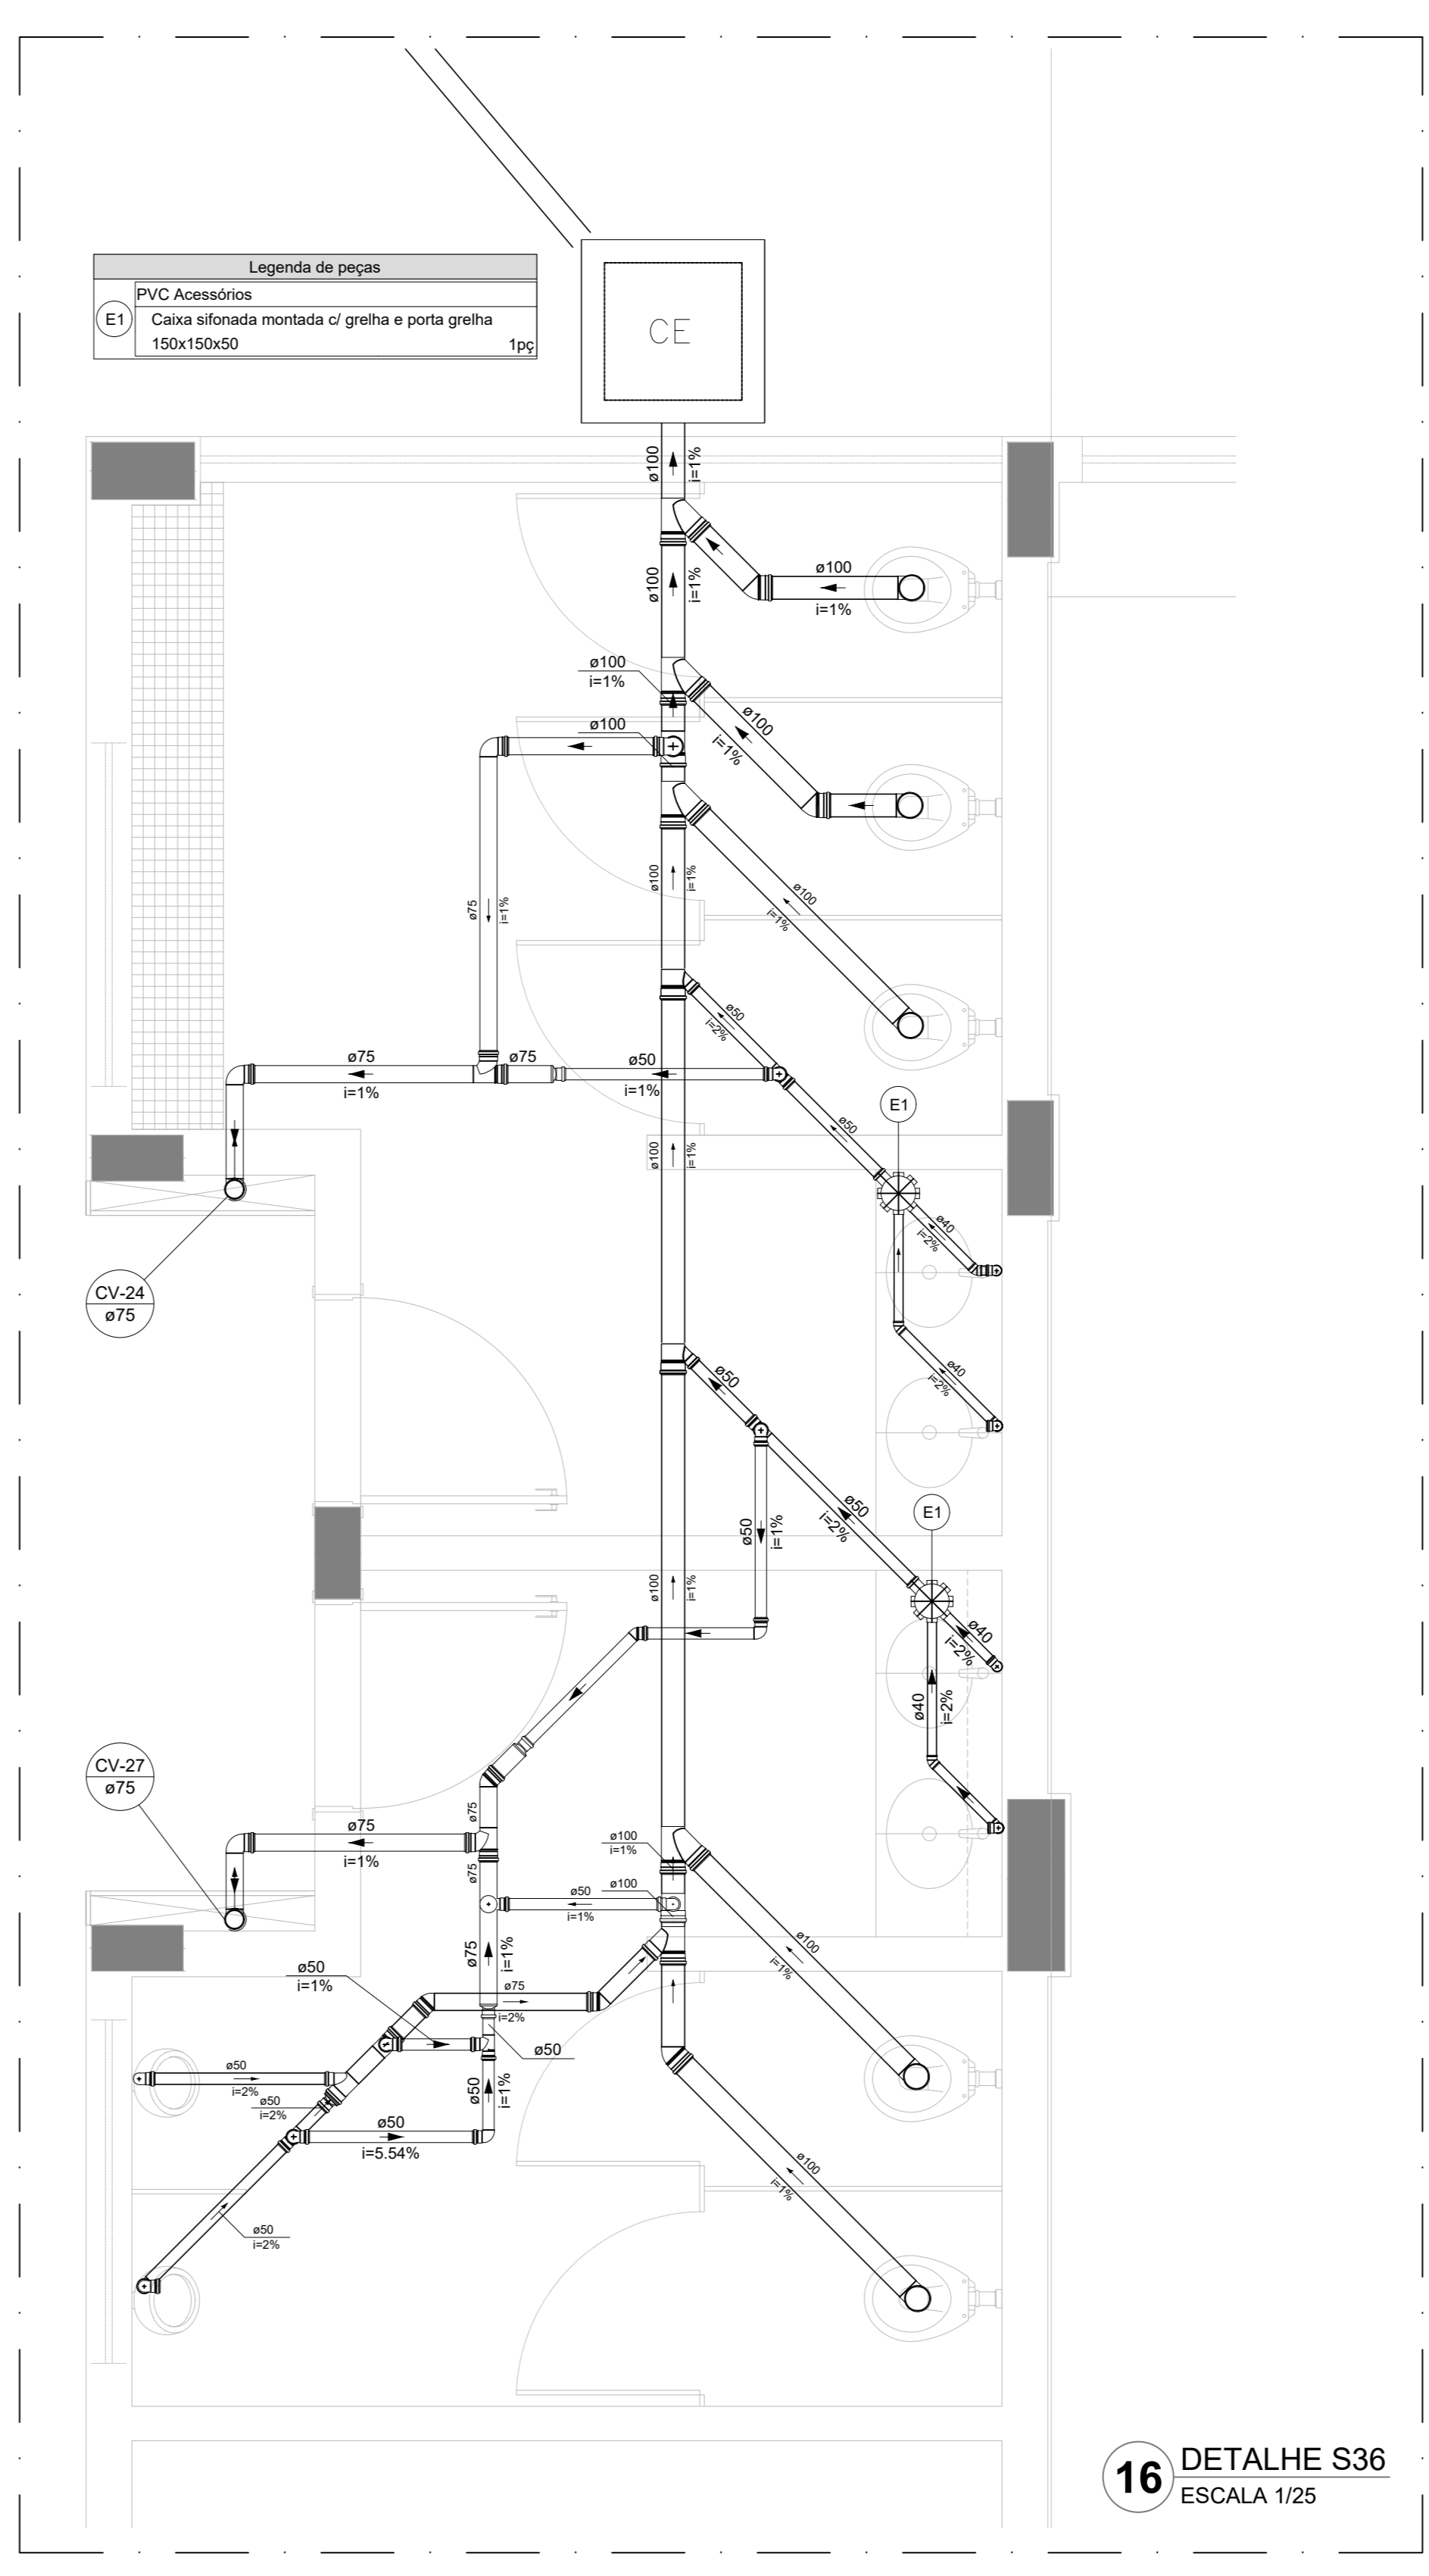 Legenda de peças
E1
PVC Acessórios
Caixa sifonada montada c/ grelha e porta grelha
150x150x50 1pç
CE
ø100
i=1%
ø100
i=1%
ø100
i=1%
ø100
i=1%
ø100
ø100
i=1%
ø75
i=1%
ø100
i=1%
ø100
i=1%
ø50
i=2%
ø75
i=1%
ø75
ø50
i=1%
E1
ø50
ø100
i=1%
ø40
i=2%
CV-24
ø75
ø40
i=2%
ø50
ø50
i=1%
ø50
i=2%
E1
ø100
i=1%
ø40
i=2%
ø40
i=2%
CV-27
ø75
ø75
ø75
i=1%
ø75
ø100
i=1%
ø100
ø50
i=1%
ø75
i=1%
ø100
i=1%
ø50
i=1%
ø75
i=2%
ø50
ø50
i=2%
ø50
i=2%
ø50
i=1%
ø50
i=5.54%
ø100
i=1%
ø50
i=2%
16
DETALHE S36
ESCALA 1/25